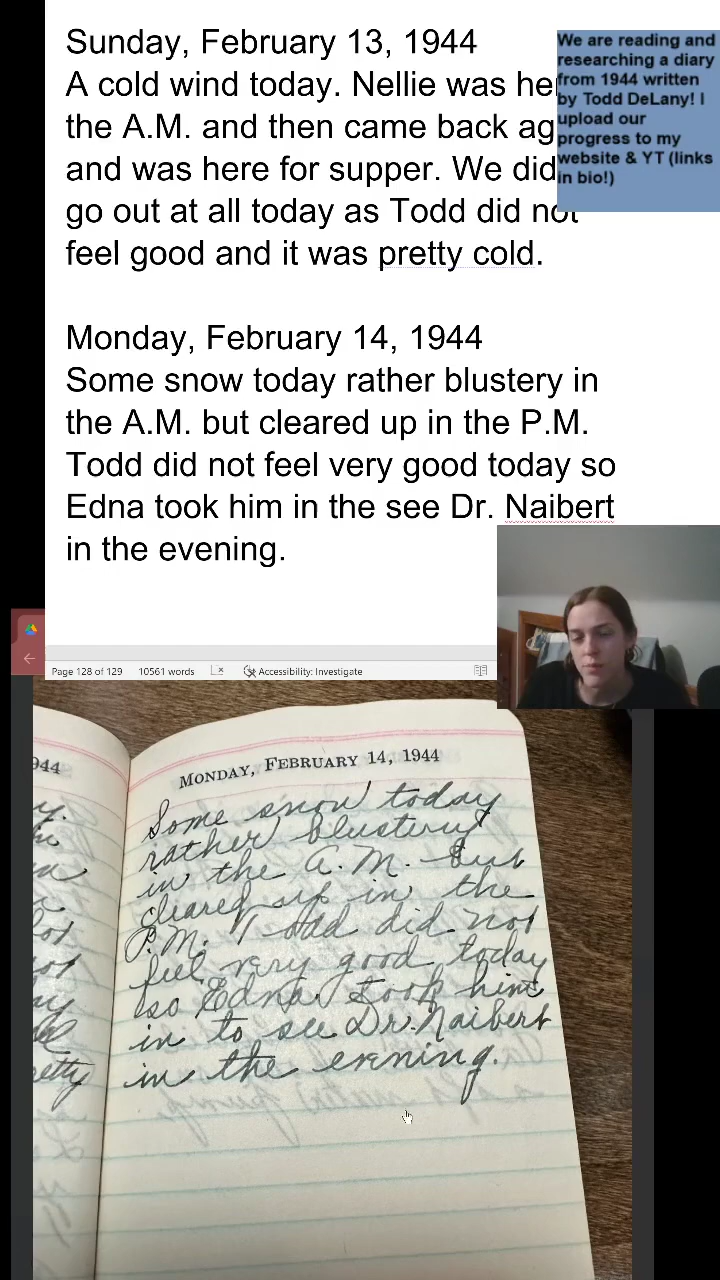 Sunday, February 13, 1944
A cold wind today. Nellie was her
the A.M. and then came back ag
and was here for supper. We did
go out at all today as Todd did not
feel good and it was pretty cold.
We are reading and
researching a diary
from 1944 written
by Todd DeLany! I
upload our
progress to my
website & YT (links
in bio!)
Monday, February 14, 1944
Some snow today rather blustery in
the A.M. but cleared up in the P.M.
Todd did not feel very good today so
Edna took him in the see Dr. Naibert
in the evening.
Page 128 of 129 10561 words Accessibility: Investigate
944
MONDAY, FEBRUARY 14, 1944
Some snow today
rather blustery
in the A.M. but
cleared up in the
P.M. Todd did not
feel very good today
so Edna took him
in to see Dr. Naibert
in the evening.